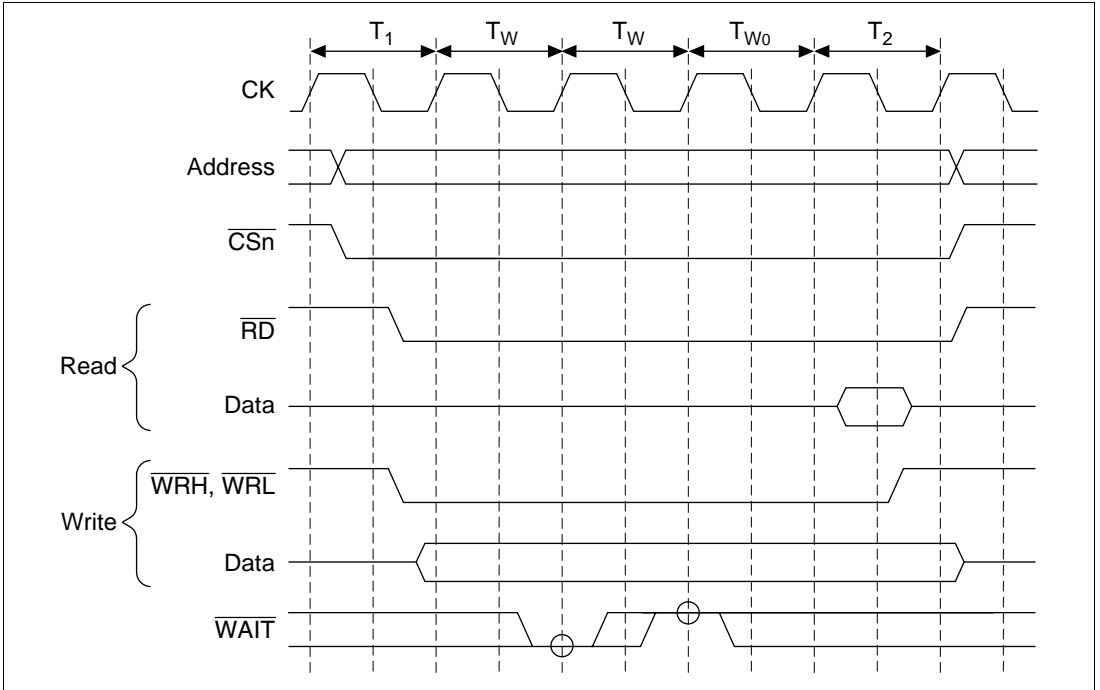 T1 TW TW TW0 T2
CK
Address
CSn
RD
Read
Data
WRH, WRL
Write
Data
WAIT